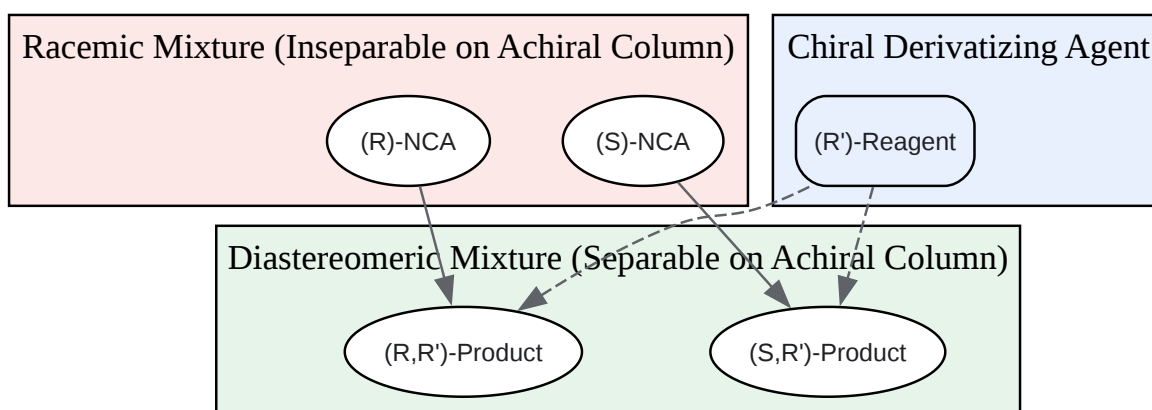 Racemic Mixture (Inseparable on Achiral Column)
Chiral Derivatizing Agent
(R)-NCA
(S)-NCA
(R')-Reagent
Diastereomeric Mixture (Separable on Achiral Column)
(R,R')-Product
(S,R')-Product